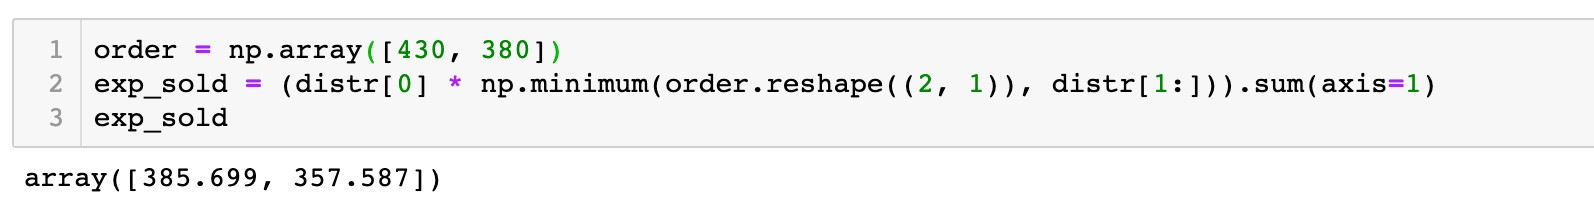 1 order = np.array([430, 380])
2 exp_sold = (distr[0] * np.minimum(order.reshape((2, 1)), distr[1:])).sum(axis=1)
3 exp_sold
array([385.699, 357.587])